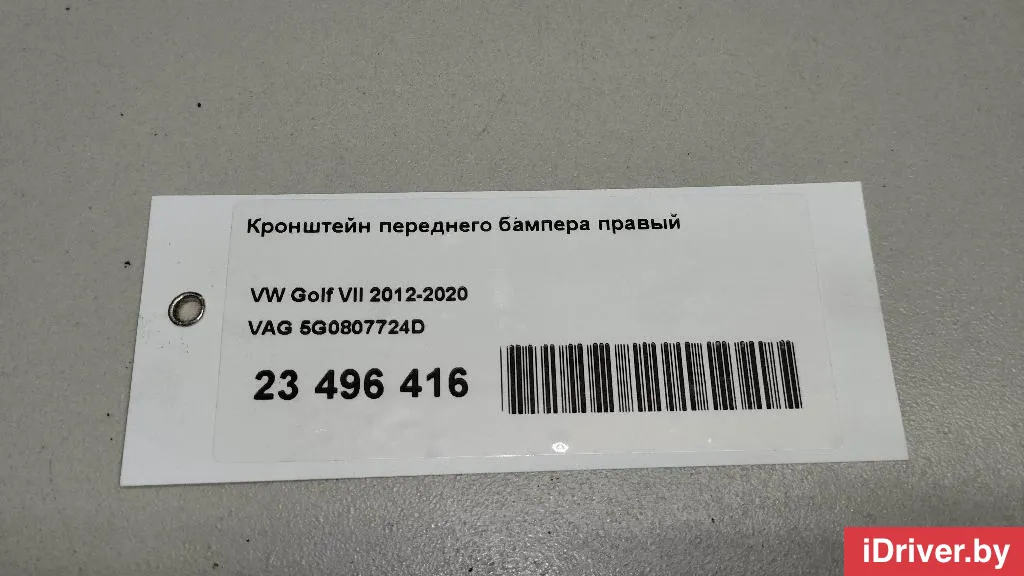 Кронштейн переднего бампера правый
VW Golf VII 2012-2020
VAG 5G0807724D
23 496 416
iDriver.by